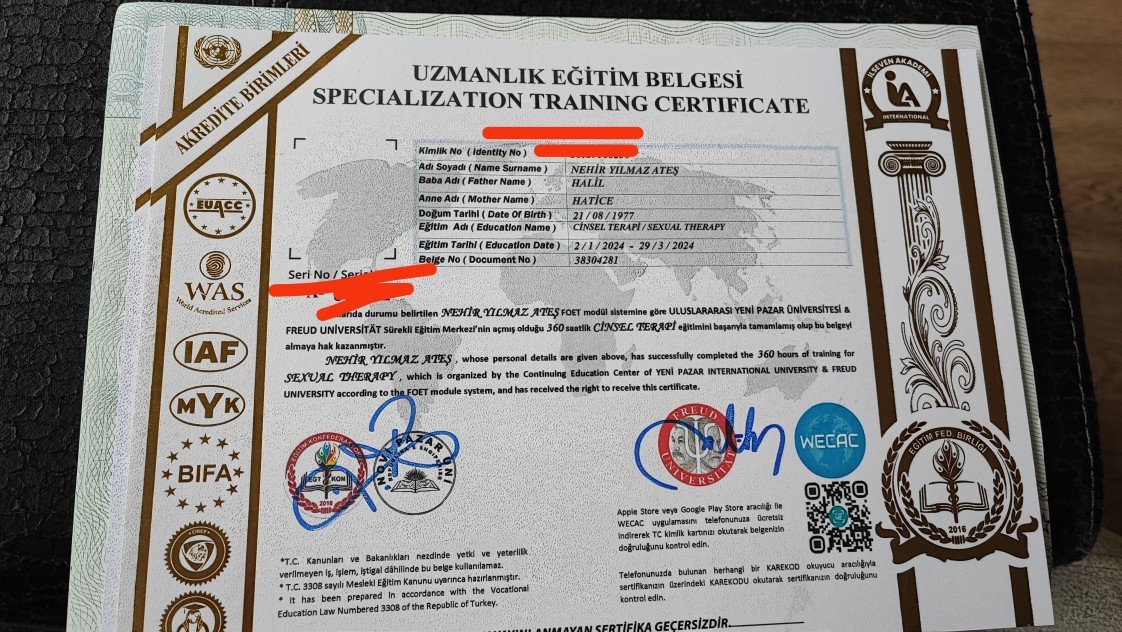 AKREDİTE BİRİMLERİ
UZMANLIK EĞİTİM BELGESİ
SPECIALIZATION TRAINING CERTIFICATE
İLSEVEN AKADEMİ
iA
INTERNATIONAL
Kimlik No ( Identity No )
Adı Soyadı ( Name Surname ) NEHİR YILMAZ ATEŞ
Baba Adı ( Father Name ) HALİL
Anne Adı ( Mother Name ) HATİCE
Doğum Tarihi ( Date Of Birth ) 21 / 08 / 1977
Eğitim Adı ( Education Name ) CİNSEL TERAPİ / SEXUAL THERAPY
Eğitim Tarihi ( Education Date ) 2 / 1 / 2024 - 29 / 3 / 2024
Belge No ( Document No ) 38304281
Seri No /
durumu belirtilen NEHİR YILMAZ ATEŞ FOET modül sistemine göre ULUSLARARASI YENİ PAZAR ÜNİVERSİTESİ &
FREUD UNİVERSİTÄT Sürekli Eğitim Merkezi'nin açmış olduğu 360 saatlik CİNSEL TERAPİ eğitimini başarıyla tamamlamış olup bu belgeyi
almaya hak kazanmıştır.
NEHİR YILMAZ ATEŞ , whose personal details are given above, has successfully completed the 360 hours of training for
SEXUAL THERAPY , which is organized by the Continuing Education Center of YENİ PAZAR INTERNATIONAL UNIVERSITY & FREUD
UNIVERSITY according to the FOET module system, and has received the right to receive this certificate.
EUACC
WAS
World Accredited Services
IAF
MYK
BIFA
EĞİTİM KONFEDERASYONU
EGT KON
2016
NOVA PAZAR UNI
FREUD
UNIVERSITÄT
WECAC
EĞİTİM FED. BİRLİĞİ
2016
Apple Store veya Google Play Store aracılığı ile
WECAC uygulamasını telefonunuza ücretsiz
indirerek TC kimlik kartınızı okutarak belgenizin
doğruluğunu kontrol edin.
Telefonunuzda bulunan herhangi bir KAREKOD okuyucu aracılığıyla
sertifikanızın üzerindeki KAREKODU okutarak sertifikanızın doğruluğunu
kontrol edin.
*T.C. Kanunları ve Bakanlıkları nezdinde yetki ve yeterlilik
verilmeyen iş, işlem, iştigal dâhilinde bu belge kullanılamaz.
* T.C. 3308 sayılı Mesleki Eğitim Kanunu uyarınca hazırlanmıştır.
* It has been prepared in accordance with the Vocational
Education Law Numbered 3308 of the Republic of Turkey.
SERTİFİKA GEÇERSİZDİR.